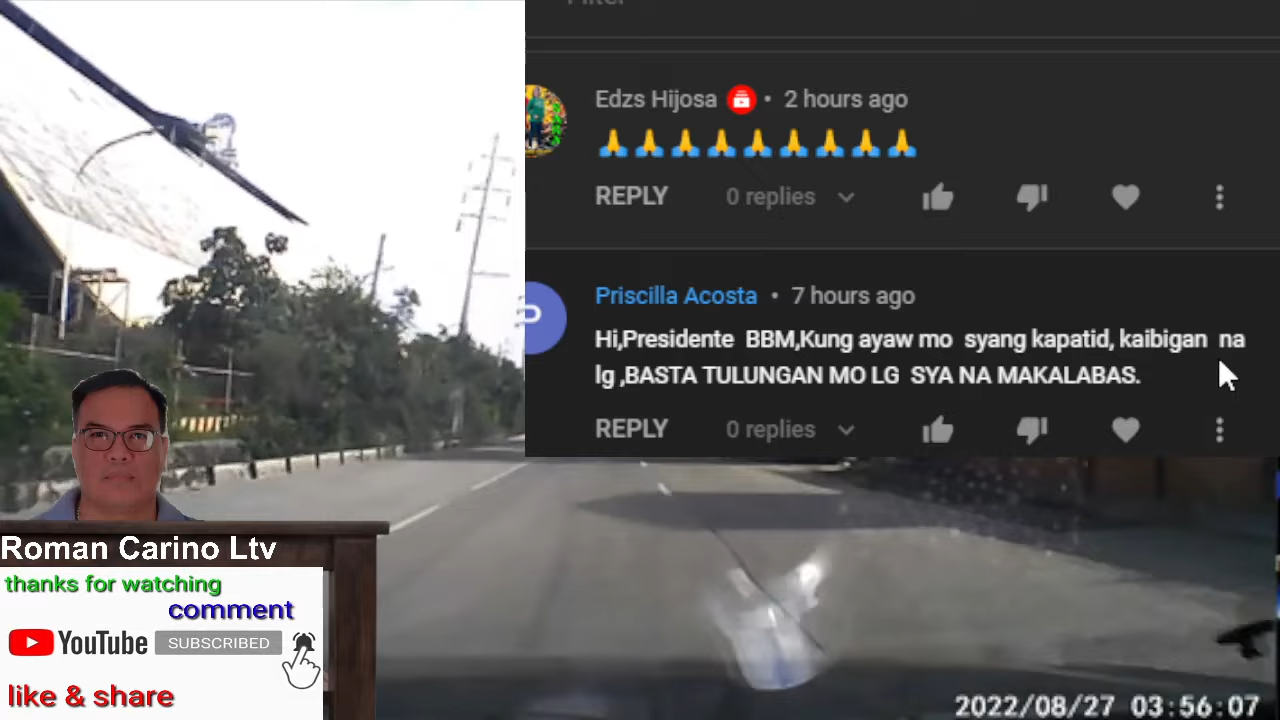 Filter
Edzs Hijosa • 2 hours ago
🙏🙏🙏🙏🙏🙏🙏🙏🙏
REPLY 0 replies
P
Priscilla Acosta • 7 hours ago
Hi,Presidente BBM,Kung ayaw mo syang kapatid, kaibigan na
lg ,BASTA TULUNGAN MO LG SYA NA MAKALABAS.
REPLY 0 replies
Roman Carino Ltv
thanks for watching
comment
YouTube SUBSCRIBED
like & share
2022/08/27 03:56:07